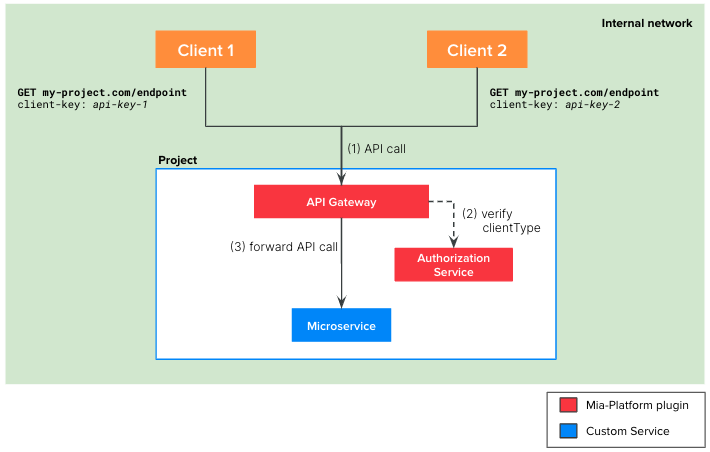 Internal network
Client 1
Client 2
GET my-project.com/endpoint
client-key: api-key-1
GET my-project.com/endpoint
client-key: api-key-2
(1) API call
Project
API Gateway
(2) verify
clientType
(3) forward API call
Authorization
Service
Microservice
Mia-Platform plugin
Custom Service